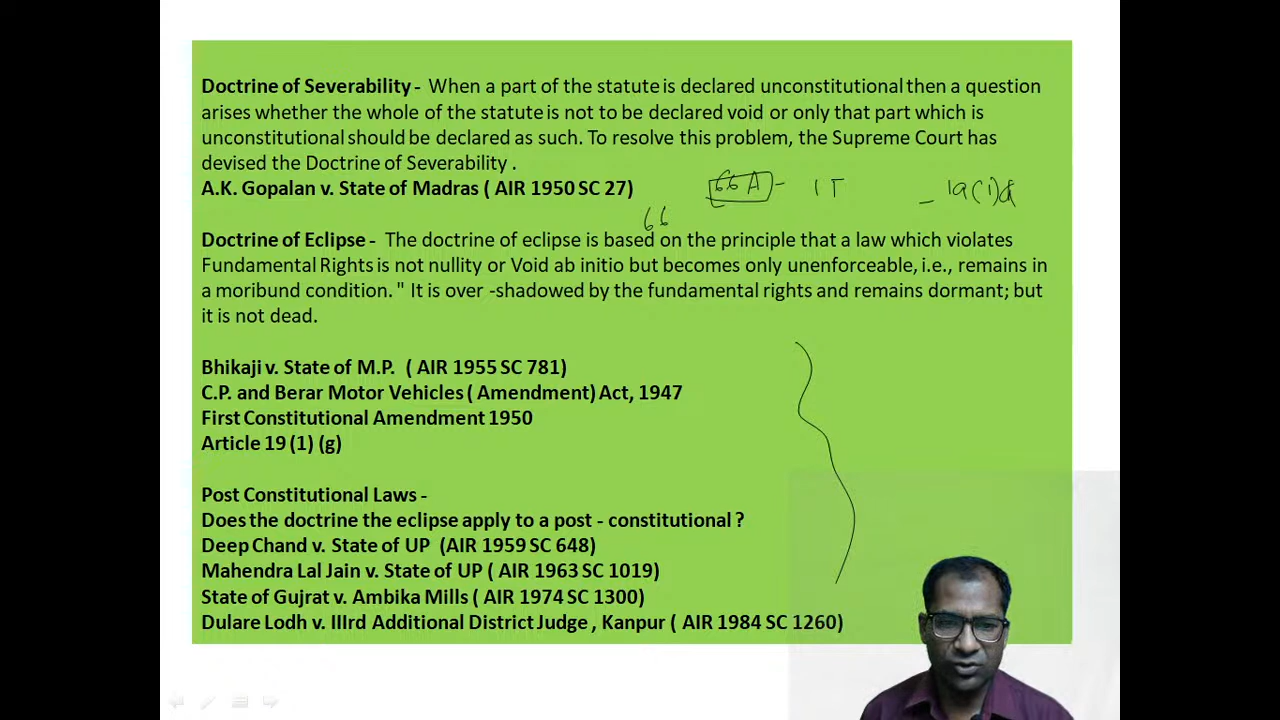 Doctrine of Severability - When a part of the statute is declared unconstitutional then a question
arises whether the whole of the statute is not to be declared void or only that part which is
unconstitutional should be declared as such. To resolve this problem, the Supreme Court has
devised the Doctrine of Severability .
A.K. Gopalan v. State of Madras ( AIR 1950 SC 27)
66 A - IT - 19(1)
66
Doctrine of Eclipse - The doctrine of eclipse is based on the principle that a law which violates
Fundamental Rights is not nullity or Void ab initio but becomes only unenforceable, i.e., remains in
a moribund condition. " It is over -shadowed by the fundamental rights and remains dormant; but
it is not dead.
Bhikaji v. State of M.P. ( AIR 1955 SC 781)
C.P. and Berar Motor Vehicles ( Amendment) Act, 1947
First Constitutional Amendment 1950
Article 19 (1) (g)
Post Constitutional Laws -
Does the doctrine the eclipse apply to a post - constitutional ?
Deep Chand v. State of UP (AIR 1959 SC 648)
Mahendra Lal Jain v. State of UP ( AIR 1963 SC 1019)
State of Gujrat v. Ambika Mills ( AIR 1974 SC 1300)
Dulare Lodh v. IIIrd Additional District Judge , Kanpur ( AIR 1984 SC 1260)